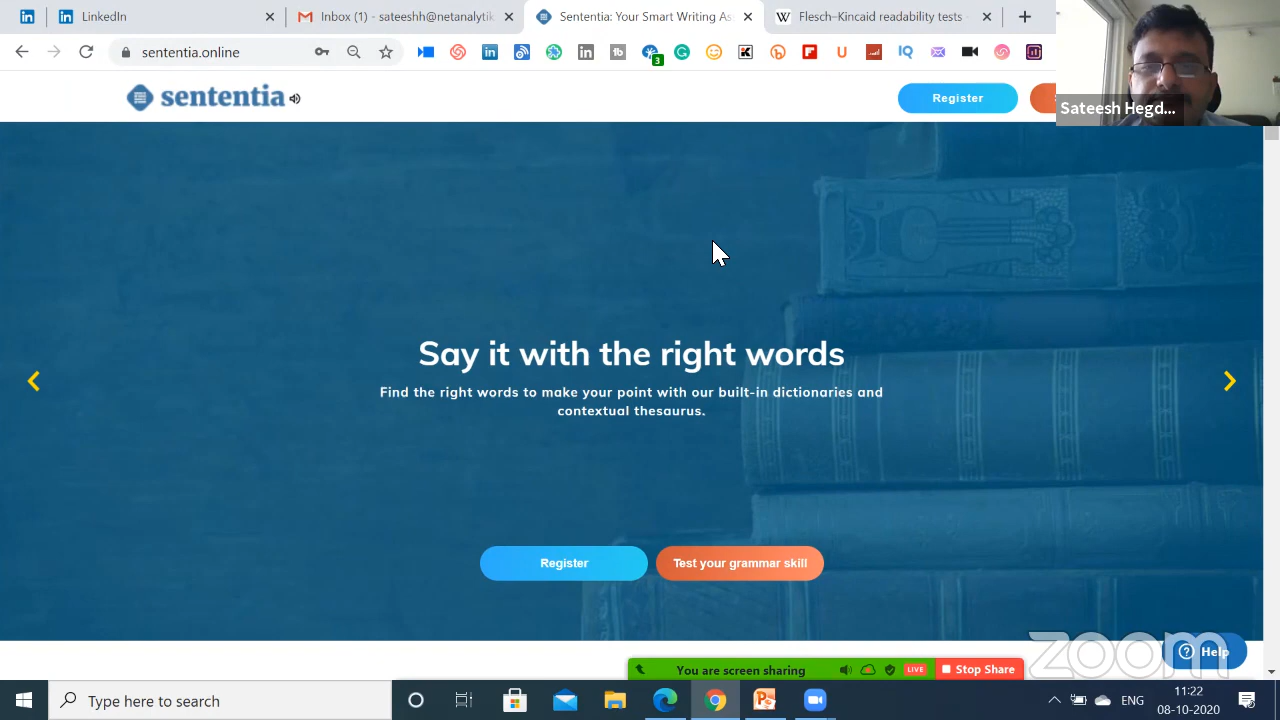 LinkedIn
Inbox (1) - sateeshh@netanalytik
Sententia: Your Smart Writing As
Flesch–Kincaid readability tests -
sententia.online
3
sententia
Register
Sateesh Hegd...
Say it with the right words
Find the right words to make your point with our built-in dictionaries and
contextual thesaurus.
Register
Test your grammar skill
zoom
Help
You are screen sharing
LIVE
Stop Share
Type here to search
ENG
11:22
08-10-2020